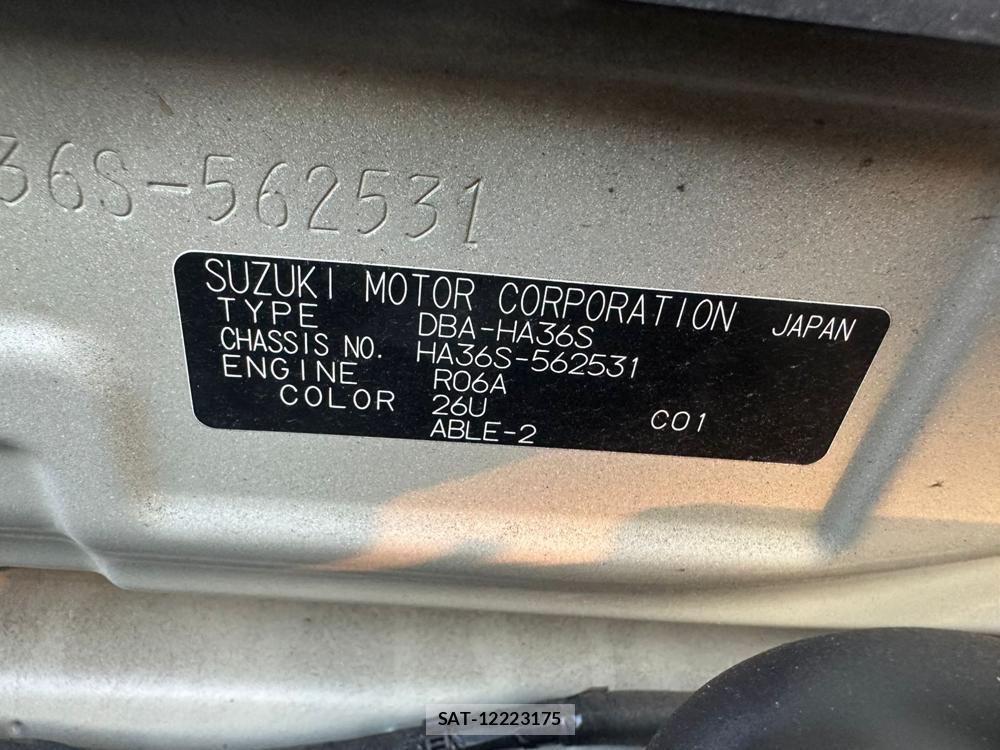 36S-562531
SUZUKI MOTOR CORPORATION JAPAN
TYPE DBA-HA36S
CHASSIS NO. HA36S-562531
ENGINE R06A
COLOR 26U C01
ABLE-2
SAT-12223175